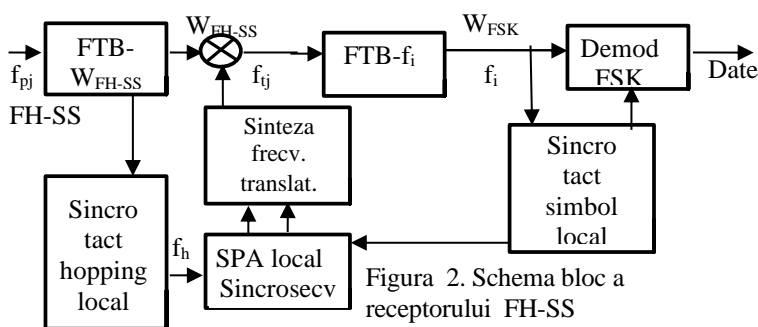 FTB-
W_FH-SS
f_pj
FH-SS
W_FH-SS
f_tj
FTB-f_i
W_FSK
f_i
Demod
FSK
Date
Sinteza
frecv.
translat.
Sincro
tact
hopping
local
f_h
SPA local
Sincrosecv
Sincro
tact
simbol
local
Figura 2. Schema bloc a
receptorului FH-SS